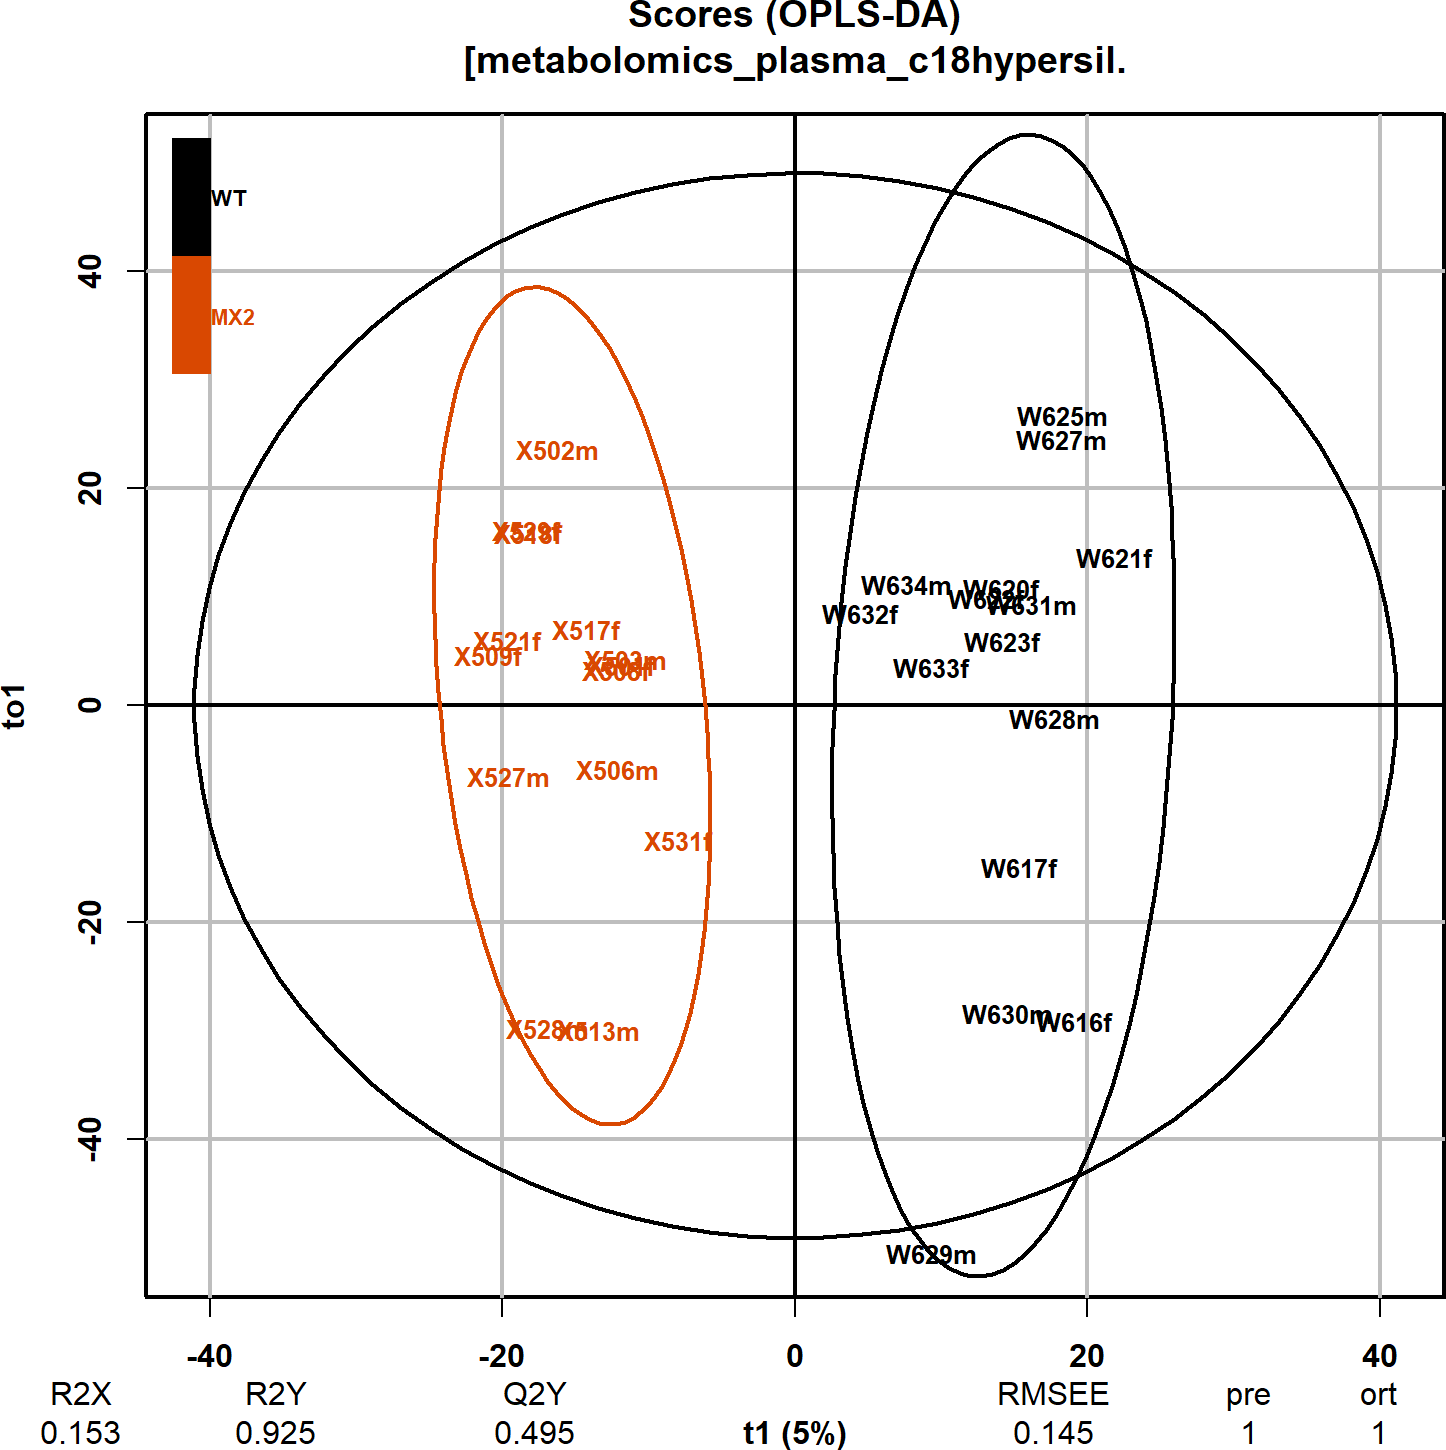 Scores (OPLS-DA)
[metabolomics_plasma_c18hypersil.
WT
MX2
40
20
0
-20
-40
to1
W625m
W627m
X502m
X529f
W621f
W634m
W620f
W631m
W632f
X517f
X521f
W623f
X509f
X503m
W633f
W628m
X506m
X527m
X531f
W617f
W630m
W616f
X528m
X513m
W629m
-40
-20
0
20
40
R2X R2Y Q2Y RMSEE pre ort
0.153 0.925 0.495 t1 (5%) 0.145 1 1